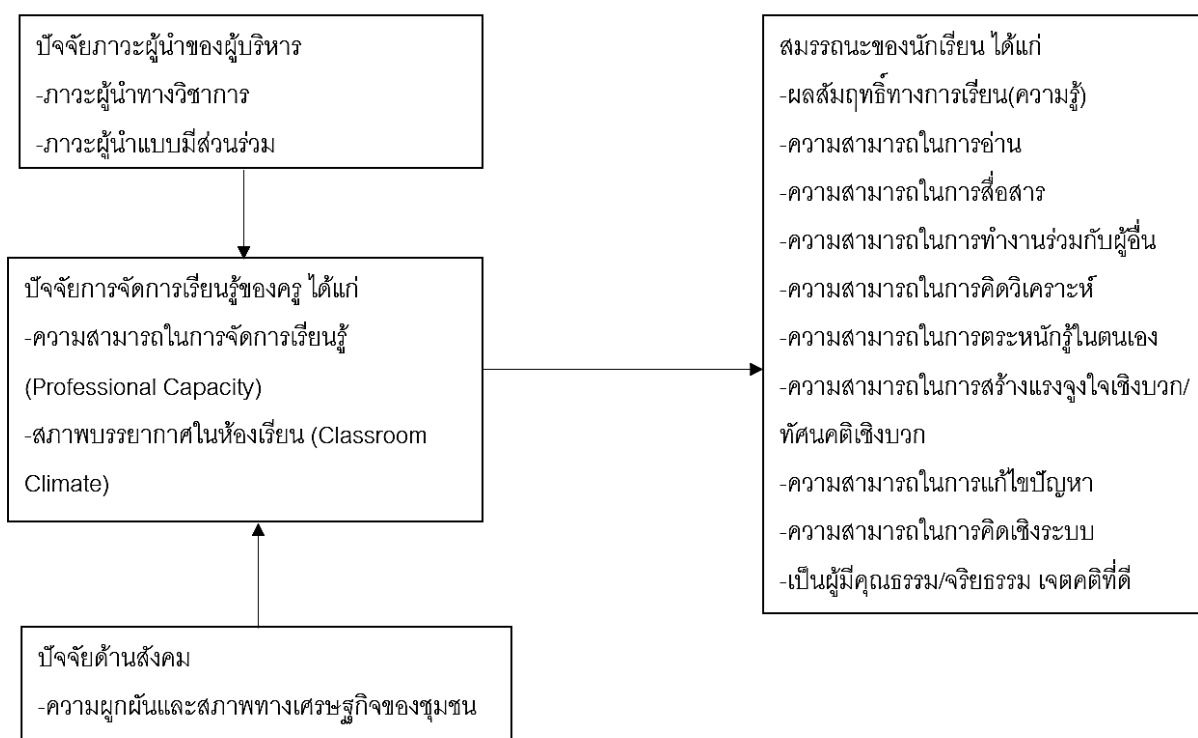 ปัจจัยภาวะผู้นำของผู้บริหาร
-ภาวะผู้นำทางวิชาการ
-ภาวะผู้นำแบบมีส่วนร่วม
ปัจจัยการจัดการเรียนรู้ของครู ได้แก่
-ความสามารถในการจัดการเรียนรู้
(Professional Capacity)
-สภาพบรรยากาศในห้องเรียน (Classroom
Climate)
ปัจจัยด้านสังคม
-ความผูกผันและสภาพทางเศรษฐกิจของชุมชน
สมรรถนะของนักเรียน ได้แก่
-ผลสัมฤทธิ์ทางการเรียน(ความรู้)
-ความสามารถในการอ่าน
-ความสามารถในการสื่อสาร
-ความสามารถในการทำงานร่วมกับผู้อื่น
-ความสามารถในการคิดวิเคราะห์
-ความสามารถในการตระหนักรู้ในตนเอง
-ความสามารถในการสร้างแรงจูงใจเชิงบวก/
ทัศนคติเชิงบวก
-ความสามารถในการแก้ไขปัญหา
-ความสามารถในการคิดเชิงระบบ
-เป็นผู้มีคุณธรรม/จริยธรรม เจตคติที่ดี